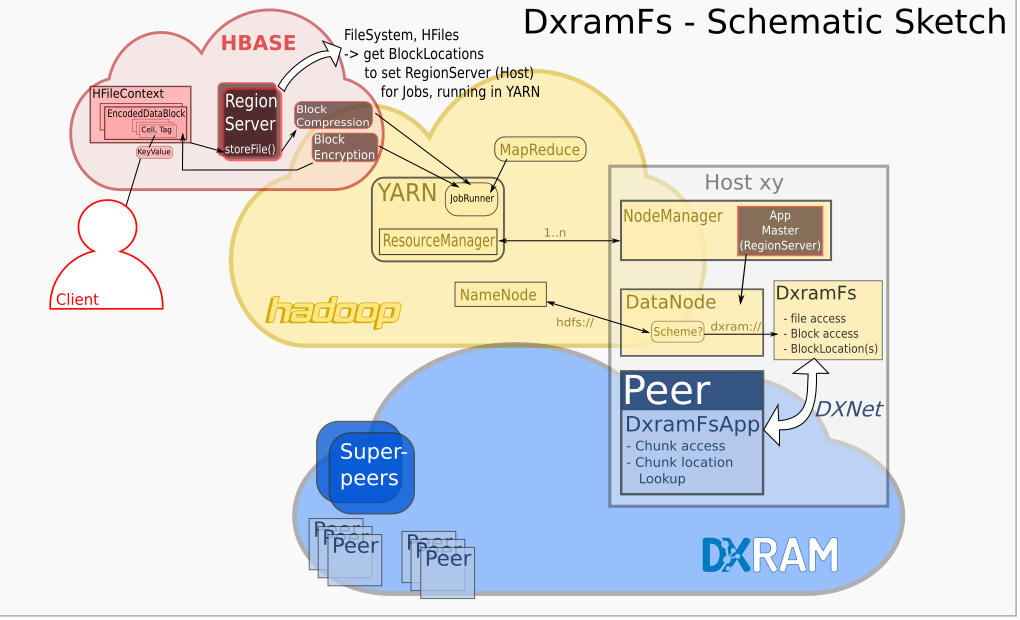 DxramFs - Schematic Sketch
HBASE
FileSystem, HFiles
-> get BlockLocations
to set RegionServer (Host)
for Jobs, running in YARN
HFileContext
EncodedDataBlock
Cell, Tag
KeyValue
Region
Server
storeFile()
Block
Compression
Block
Encryption
Client
MapReduce
YARN
JobRunner
ResourceManager
1..n
NameNode
hdfs://
hadoop
Host xy
NodeManager
App
Master
(RegionServer)
DataNode
Scheme?
dxram://
DxramFs
- file access
- Block access
- BlockLocation(s)
Peer
DxramFsApp
- Chunk access
- Chunk location
Lookup
DXNet
Super-
peers
Peer
Peer
Peer
Peer
Peer
Peer
DXRAM